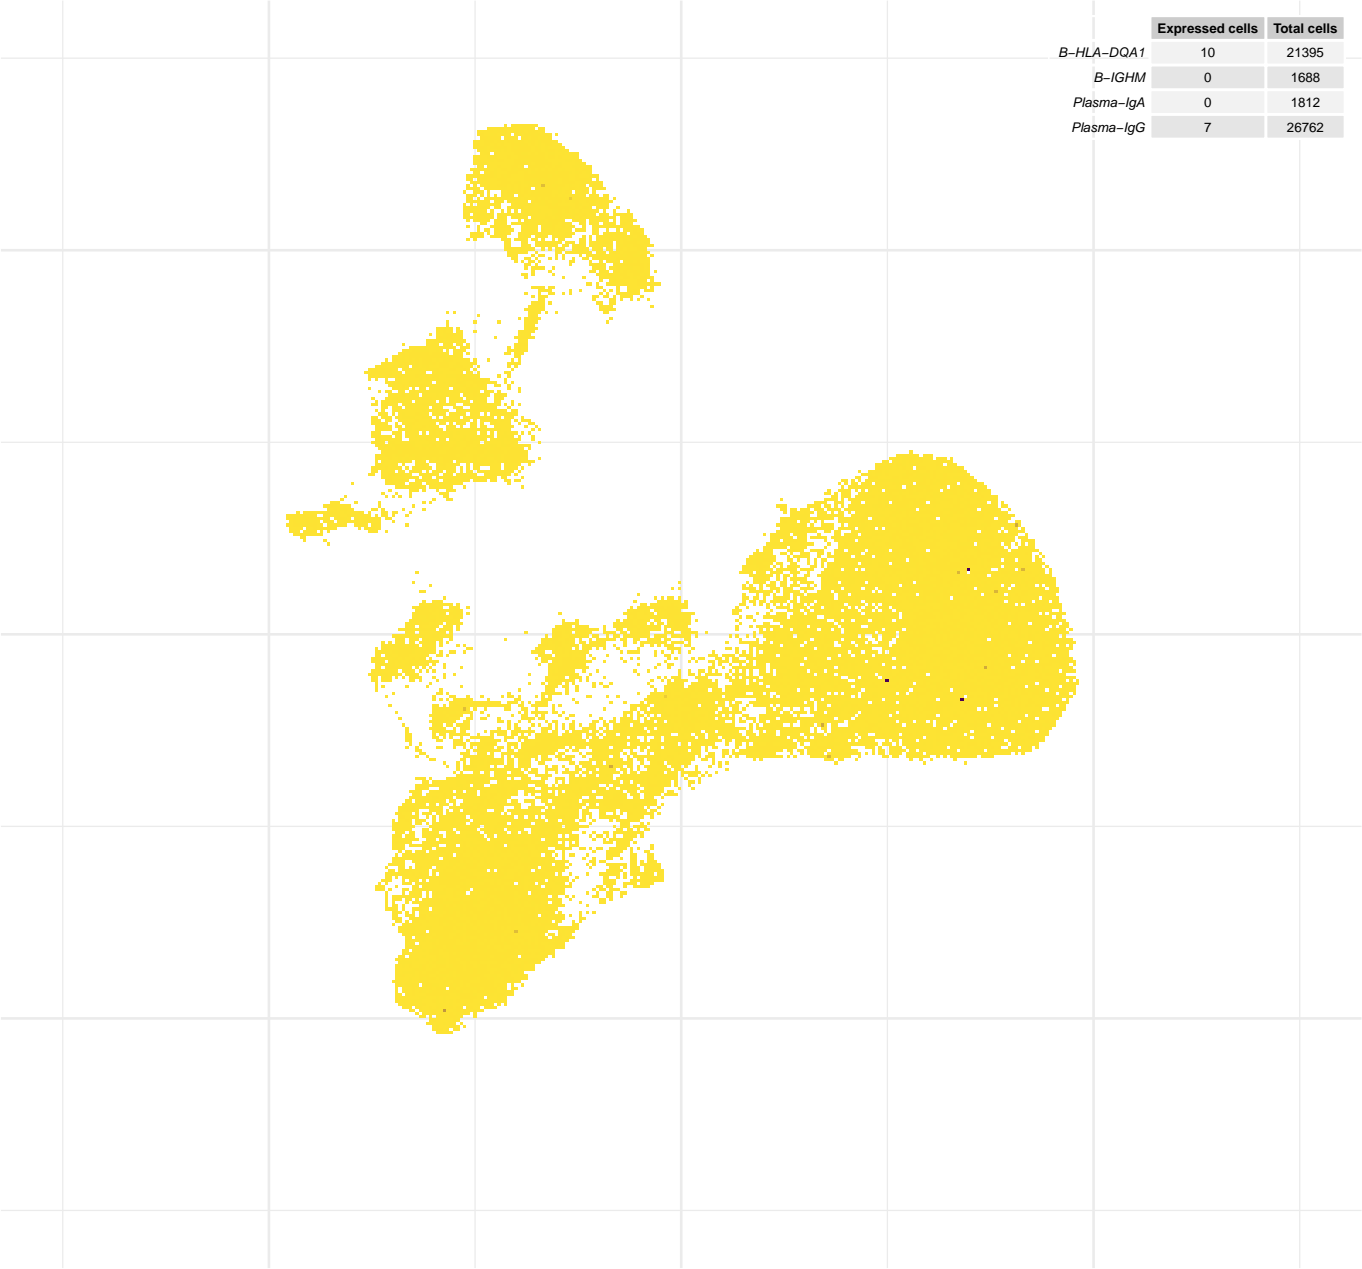 Expressed cells Total cells
B−HLA−DQA1 10 21395
B−IGHM 0 1688
Plasma−IgA 0 1812
Plasma−IgG 7 26762